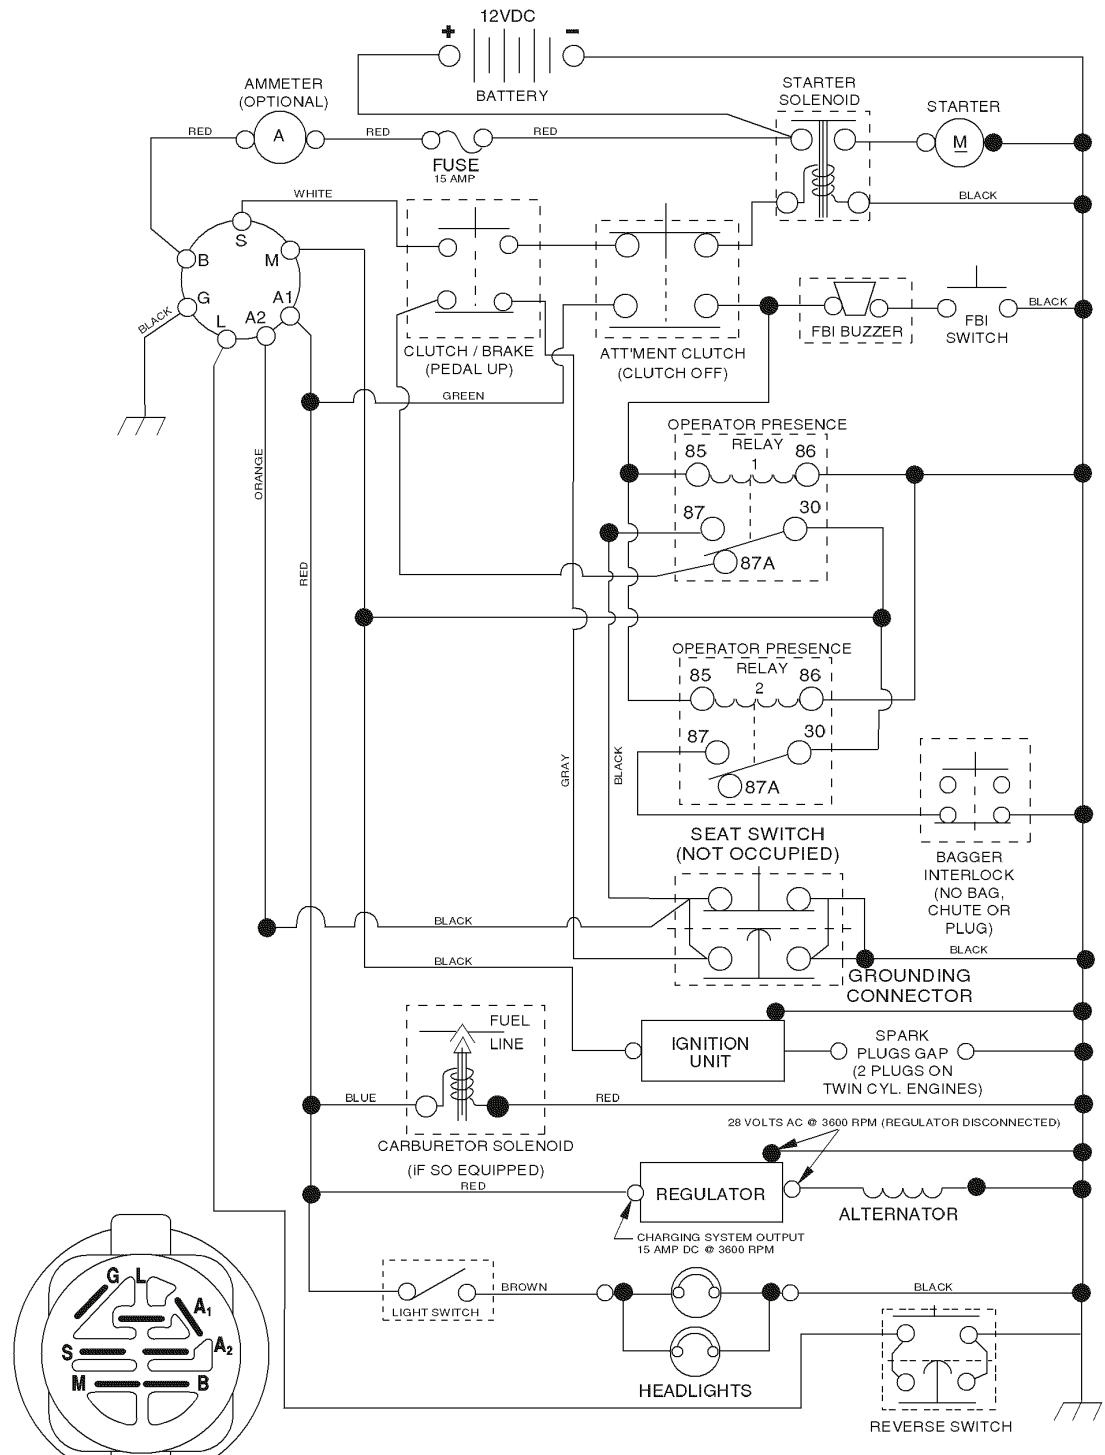 12VDC
+
−
BATTERY
AMMETER
(OPTIONAL)
A
RED
RED
FUSE
15 AMP
RED
STARTER
SOLENOID
STARTER
M
BLACK
WHITE
S
B
M
G
A1
L
A2
BLACK
CLUTCH / BRAKE
(PEDAL UP)
ATT'MENT CLUTCH
(CLUTCH OFF)
FBI BUZZER
FBI
SWITCH
BLACK
GREEN
ORANGE
RED
OPERATOR PRESENCE
RELAY
1
85
86
87
30
87A
OPERATOR PRESENCE
RELAY
2
85
86
87
30
87A
GRAY
BLACK
BAGGER
INTERLOCK
(NO BAG,
CHUTE OR
PLUG)
SEAT SWITCH
(NOT OCCUPIED)
BLACK
BLACK
BLACK
GROUNDING
CONNECTOR
FUEL
LINE
IGNITION
UNIT
SPARK
PLUGS GAP
(2 PLUGS ON
TWIN CYL. ENGINES)
BLUE
RED
CARBURETOR SOLENOID
(iF SO EQUIPPED)
28 VOLTS AC @ 3600 RPM (REGULATOR DISCONNECTED)
RED
REGULATOR
ALTERNATOR
CHARGING SYSTEM OUTPUT
15 AMP DC @ 3600 RPM
LIGHT SWITCH
BROWN
BLACK
HEADLIGHTS
REVERSE SWITCH
G
L
A1
S
A2
M
B